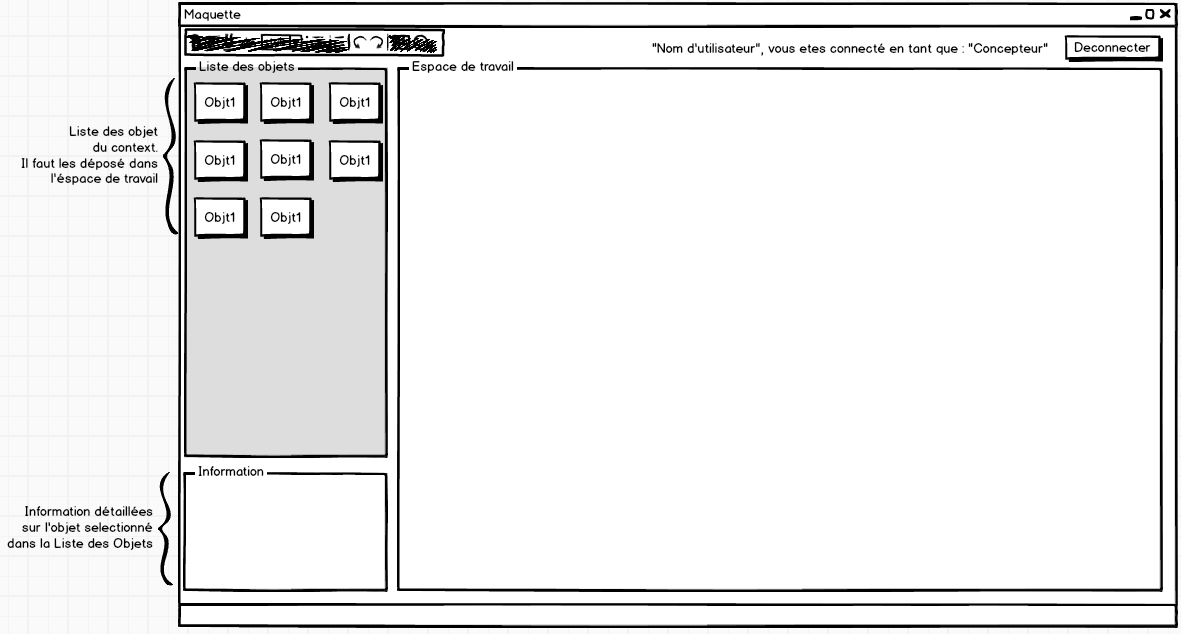 Maquette
"Nom d'utilisateur", vous etes connecté en tant que : "Concepteur"
Deconnecter
Liste des objets
Espace de travail
Objt1 Objt1 Objt1
Objt1 Objt1 Objt1
Objt1 Objt1
Liste des objet
du context.
Il faut les déposé dans
l'éspace de travail
Information
Information détaillées
sur l'objet selectionné
dans la Liste des Objets